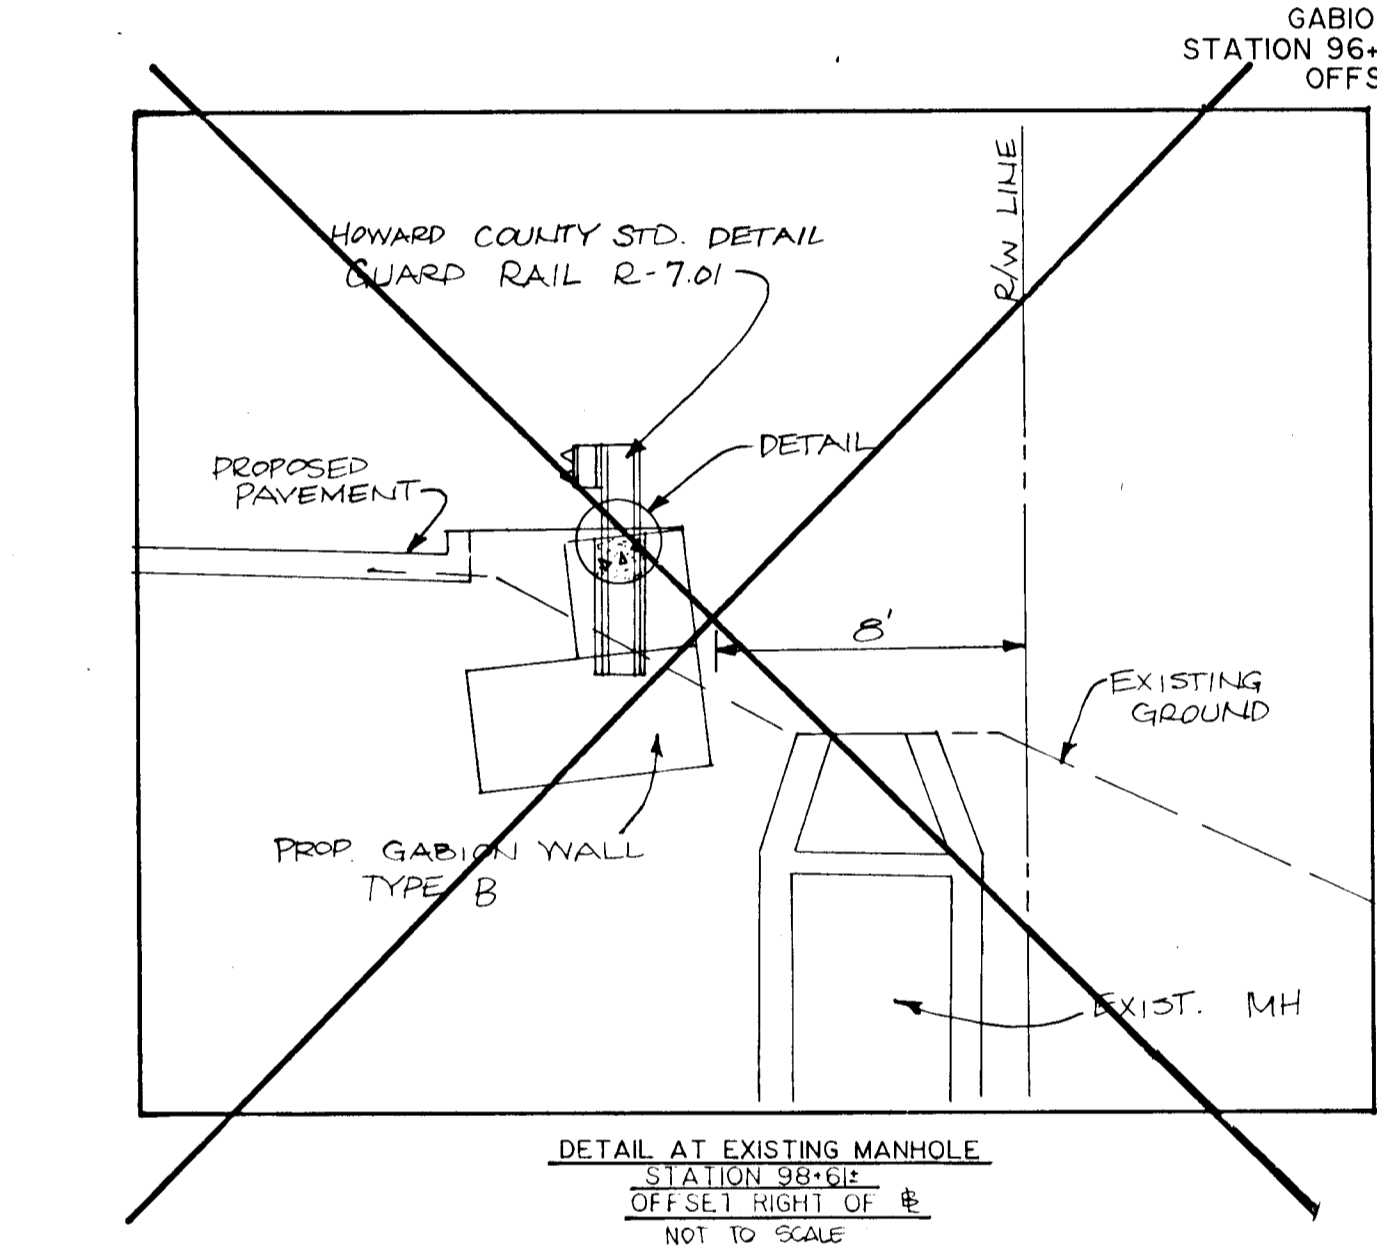 GABIO
STATION 96+
OFFS
R/W LINE
HOWARD COUNTY STD. DETAIL
GUARD RAIL R-7.01
DETAIL
PROPOSED
PAVEMENT
8'
EXISTING
GROUND
PROP. GABION WALL
TYPE B
EXIST. MH
DETAIL AT EXISTING MANHOLE
STATION 98+61±
OFFSET RIGHT OF ℄
NOT TO SCALE